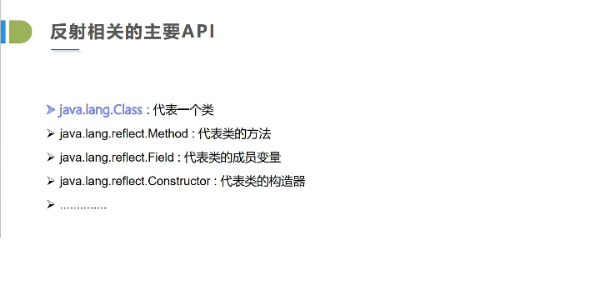 反射相关的主要API
➢ java.lang.Class : 代表一个类
➢ java.lang.reflect.Method : 代表类的方法
➢ java.lang.reflect.Field : 代表类的成员变量
➢ java.lang.reflect.Constructor : 代表类的构造器
➢ ..............